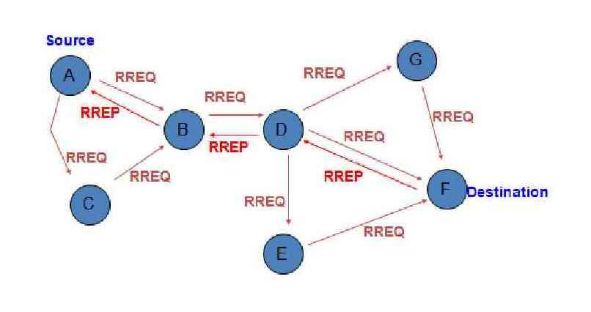 Source
A
RREQ
RREP
RREQ
C
RREQ
B
RREQ
RREP
D
RREQ
G
RREQ
RREQ
RREP
F
Destination
RREQ
E
RREQ